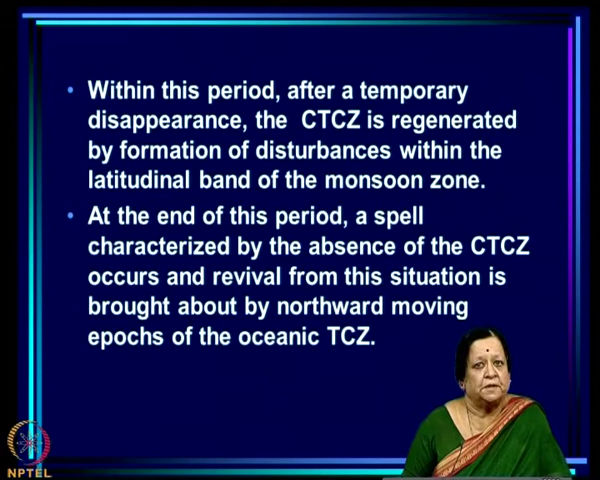 • Within this period, after a temporary
disappearance, the CTCZ is regenerated
by formation of disturbances within the
latitudinal band of the monsoon zone.
• At the end of this period, a spell
characterized by the absence of the CTCZ
occurs and revival from this situation is
brought about by northward moving
epochs of the oceanic TCZ.
NPTEL